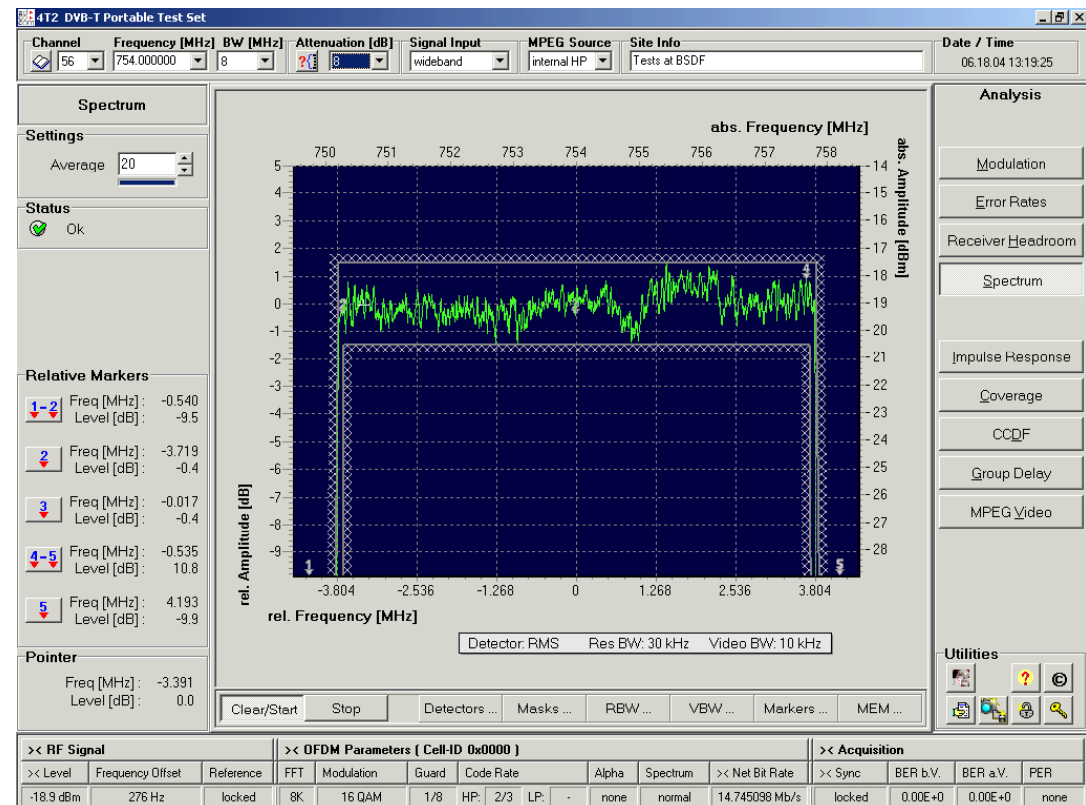 4T2 DVB-T Portable Test Set
Channel Frequency [MHz] BW [MHz] Attenuation [dB] Signal Input MPEG Source Site Info Date / Time
56 754.000000 8 ?{ 8 wideband internal HP Tests at BSDF 06.18.04 13:19:25
Spectrum
Settings
Average 20
Status
Ok
Relative Markers
1-2 Freq [MHz] : -0.540
Level [dB] : -9.5
2 Freq [MHz] : -3.719
Level [dB] : -0.4
3 Freq [MHz] : -0.017
Level [dB] : -0.4
4-5 Freq [MHz] : -0.535
Level [dB] : 10.8
5 Freq [MHz] : 4.193
Level [dB] : -9.9
Pointer
Freq [MHz] : -3.391
Level [dB] : 0.0
abs. Frequency [MHz]
750 751 752 753 754 755 756 757 758
5 14
4 15
3 16
2 17
1 18
0 19
-1 20
-2 21
-3 22
-4 23
-5 24
-6 25
-7 26
-8 27
-9 28
abs. Amplitude [dBm]
rel. Amplitude [dB]
2
4
1
5
-3.804 -2.536 -1.268 0 1.268 2.536 3.804
rel. Frequency [MHz]
Detector: RMS Res BW: 30 kHz Video BW: 10 kHz
Clear/Start Stop Detectors ... Masks ... RBW ... VBW ... Markers ... MEM ...
Analysis
Modulation
Error Rates
Receiver Headroom
Spectrum
Impulse Response
Coverage
CCDF
Group Delay
MPEG Video
Utilities
? ©
>< RF Signal >< OFDM Parameters ( Cell-ID 0x0000 ) >< Acquisition
>< Level Frequency Offset Reference FFT Modulation Guard Code Rate Alpha Spectrum >< Net Bit Rate >< Sync BER b.V. BER a.V. PER
-18.9 dBm 276 Hz locked 8K 16 QAM 1/8 HP: 2/3 LP: - none normal 14.745098 Mb/s locked 0.00E+0 0.00E+0 none